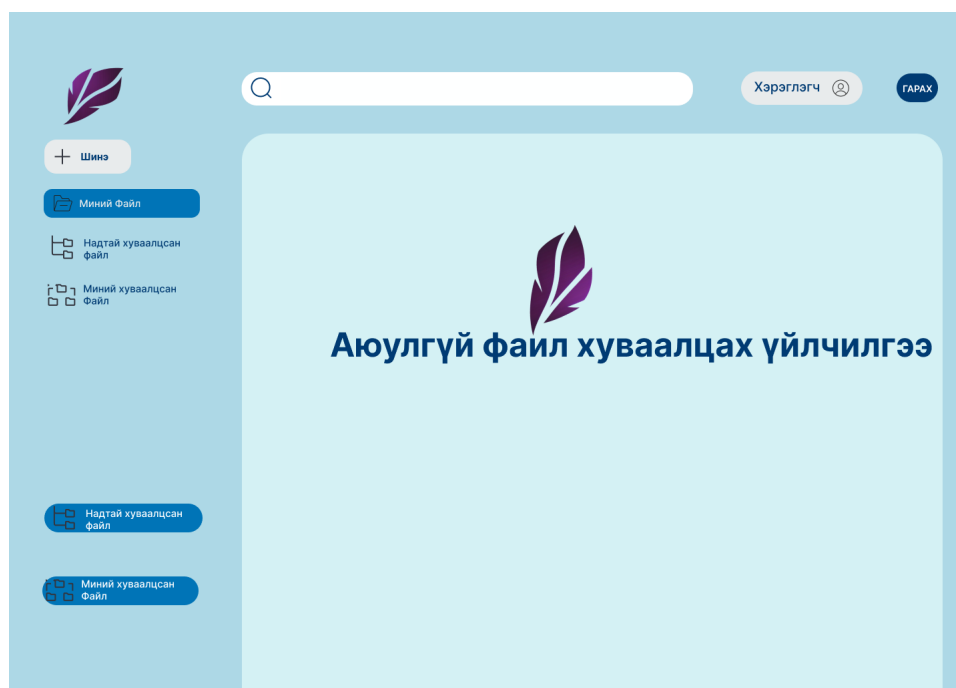 Хэрэглэгч
ГАРАХ
Шинэ
Миний Файл
Надтай хуваалцсан
файл
Миний хуваалцсан
Файл
Аюулгүй файл хуваалцах үйлчилгээ
Надтай хуваалцсан
файл
Миний хуваалцсан
Файл